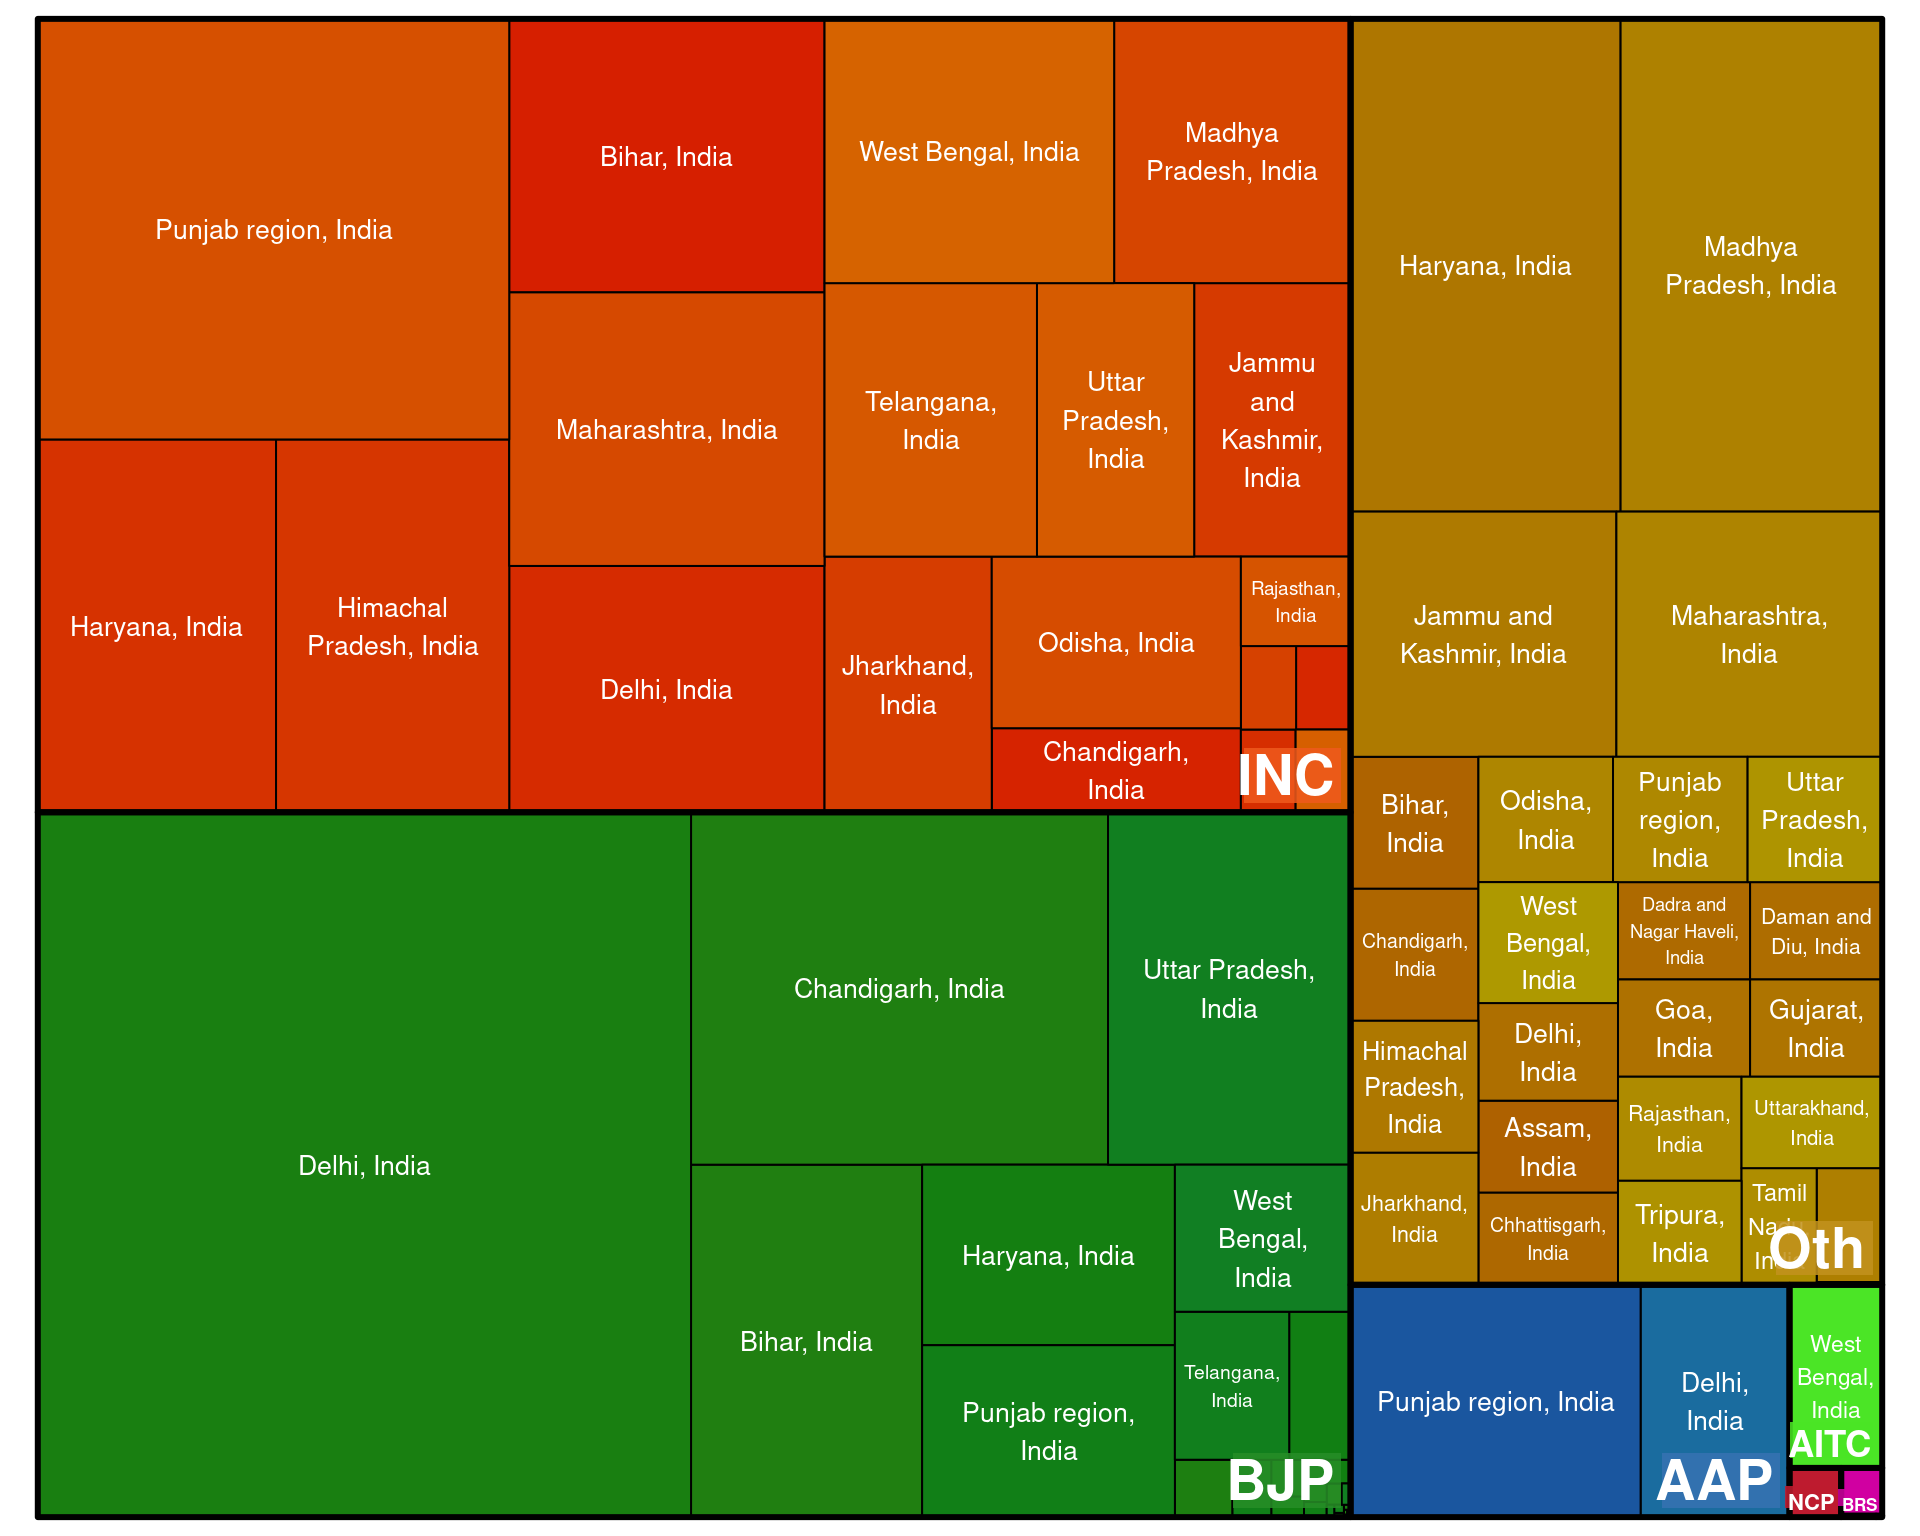 Punjab region, India
Bihar, India
West Bengal, India
Madhya
Pradesh, India
Maharashtra, India
Telangana,
India
Uttar
Pradesh,
India
Jammu
and
Kashmir,
India
Haryana, India
Himachal
Pradesh, India
Delhi, India
Jharkhand,
India
Odisha, India
Rajasthan,
India
Chandigarh,
India
INC
Haryana, India
Madhya
Pradesh, India
Jammu and
Kashmir, India
Maharashtra,
India
Bihar,
India
Odisha,
India
Punjab
region,
India
Uttar
Pradesh,
India
Chandigarh,
India
West
Bengal,
India
Dadra and
Nagar Haveli,
India
Daman and
Diu, India
Himachal
Pradesh,
India
Delhi,
India
Goa,
India
Gujarat,
India
Jharkhand,
India
Assam,
India
Rajasthan,
India
Uttarakhand,
India
Chhattisgarh,
India
Tripura,
India
Tamil
Nadu,
India
Oth
Delhi, India
Chandigarh, India
Uttar Pradesh,
India
Bihar, India
Haryana, India
West
Bengal,
India
Punjab region,
India
Telangana,
India
BJP
Punjab region, India
Delhi,
India
AAP
West
Bengal,
India
AITC
NCP
BRS